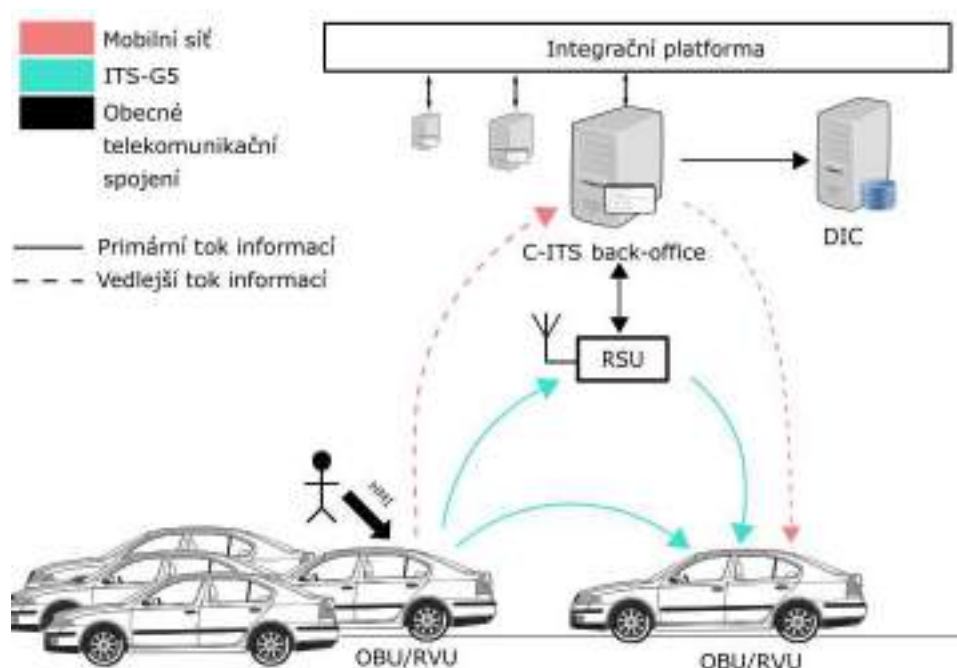 Mobilní síť
ITS-G5
Obecné
telekomunikační
spojení
Primární tok informací
Vedlejší tok informací
Integrační platforma
C-ITS back-office
DIC
RSU
HMI
OBU/RVU
OBU/RVU